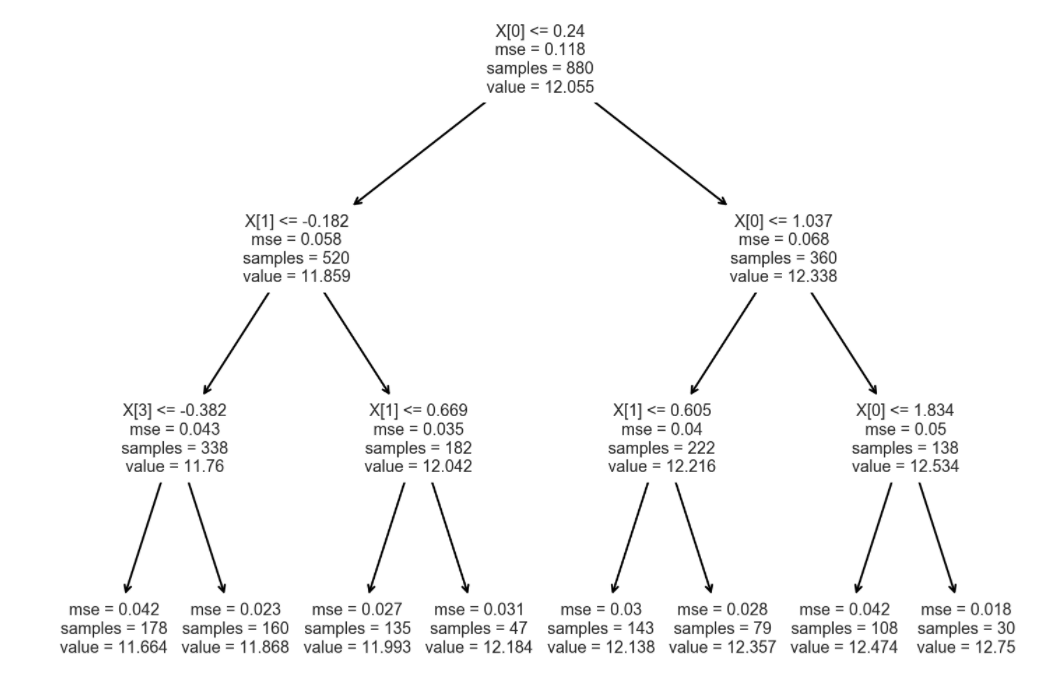 X[0] <= 0.24
mse = 0.118
samples = 880
value = 12.055
X[1] <= -0.182
mse = 0.058
samples = 520
value = 11.859
X[0] <= 1.037
mse = 0.068
samples = 360
value = 12.338
X[3] <= -0.382
mse = 0.043
samples = 338
value = 11.76
X[1] <= 0.669
mse = 0.035
samples = 182
value = 12.042
X[1] <= 0.605
mse = 0.04
samples = 222
value = 12.216
X[0] <= 1.834
mse = 0.05
samples = 138
value = 12.534
mse = 0.042
samples = 178
value = 11.664
mse = 0.023
samples = 160
value = 11.868
mse = 0.027
samples = 135
value = 11.993
mse = 0.031
samples = 47
value = 12.184
mse = 0.03
samples = 143
value = 12.138
mse = 0.028
samples = 79
value = 12.357
mse = 0.042
samples = 108
value = 12.474
mse = 0.018
samples = 30
value = 12.75